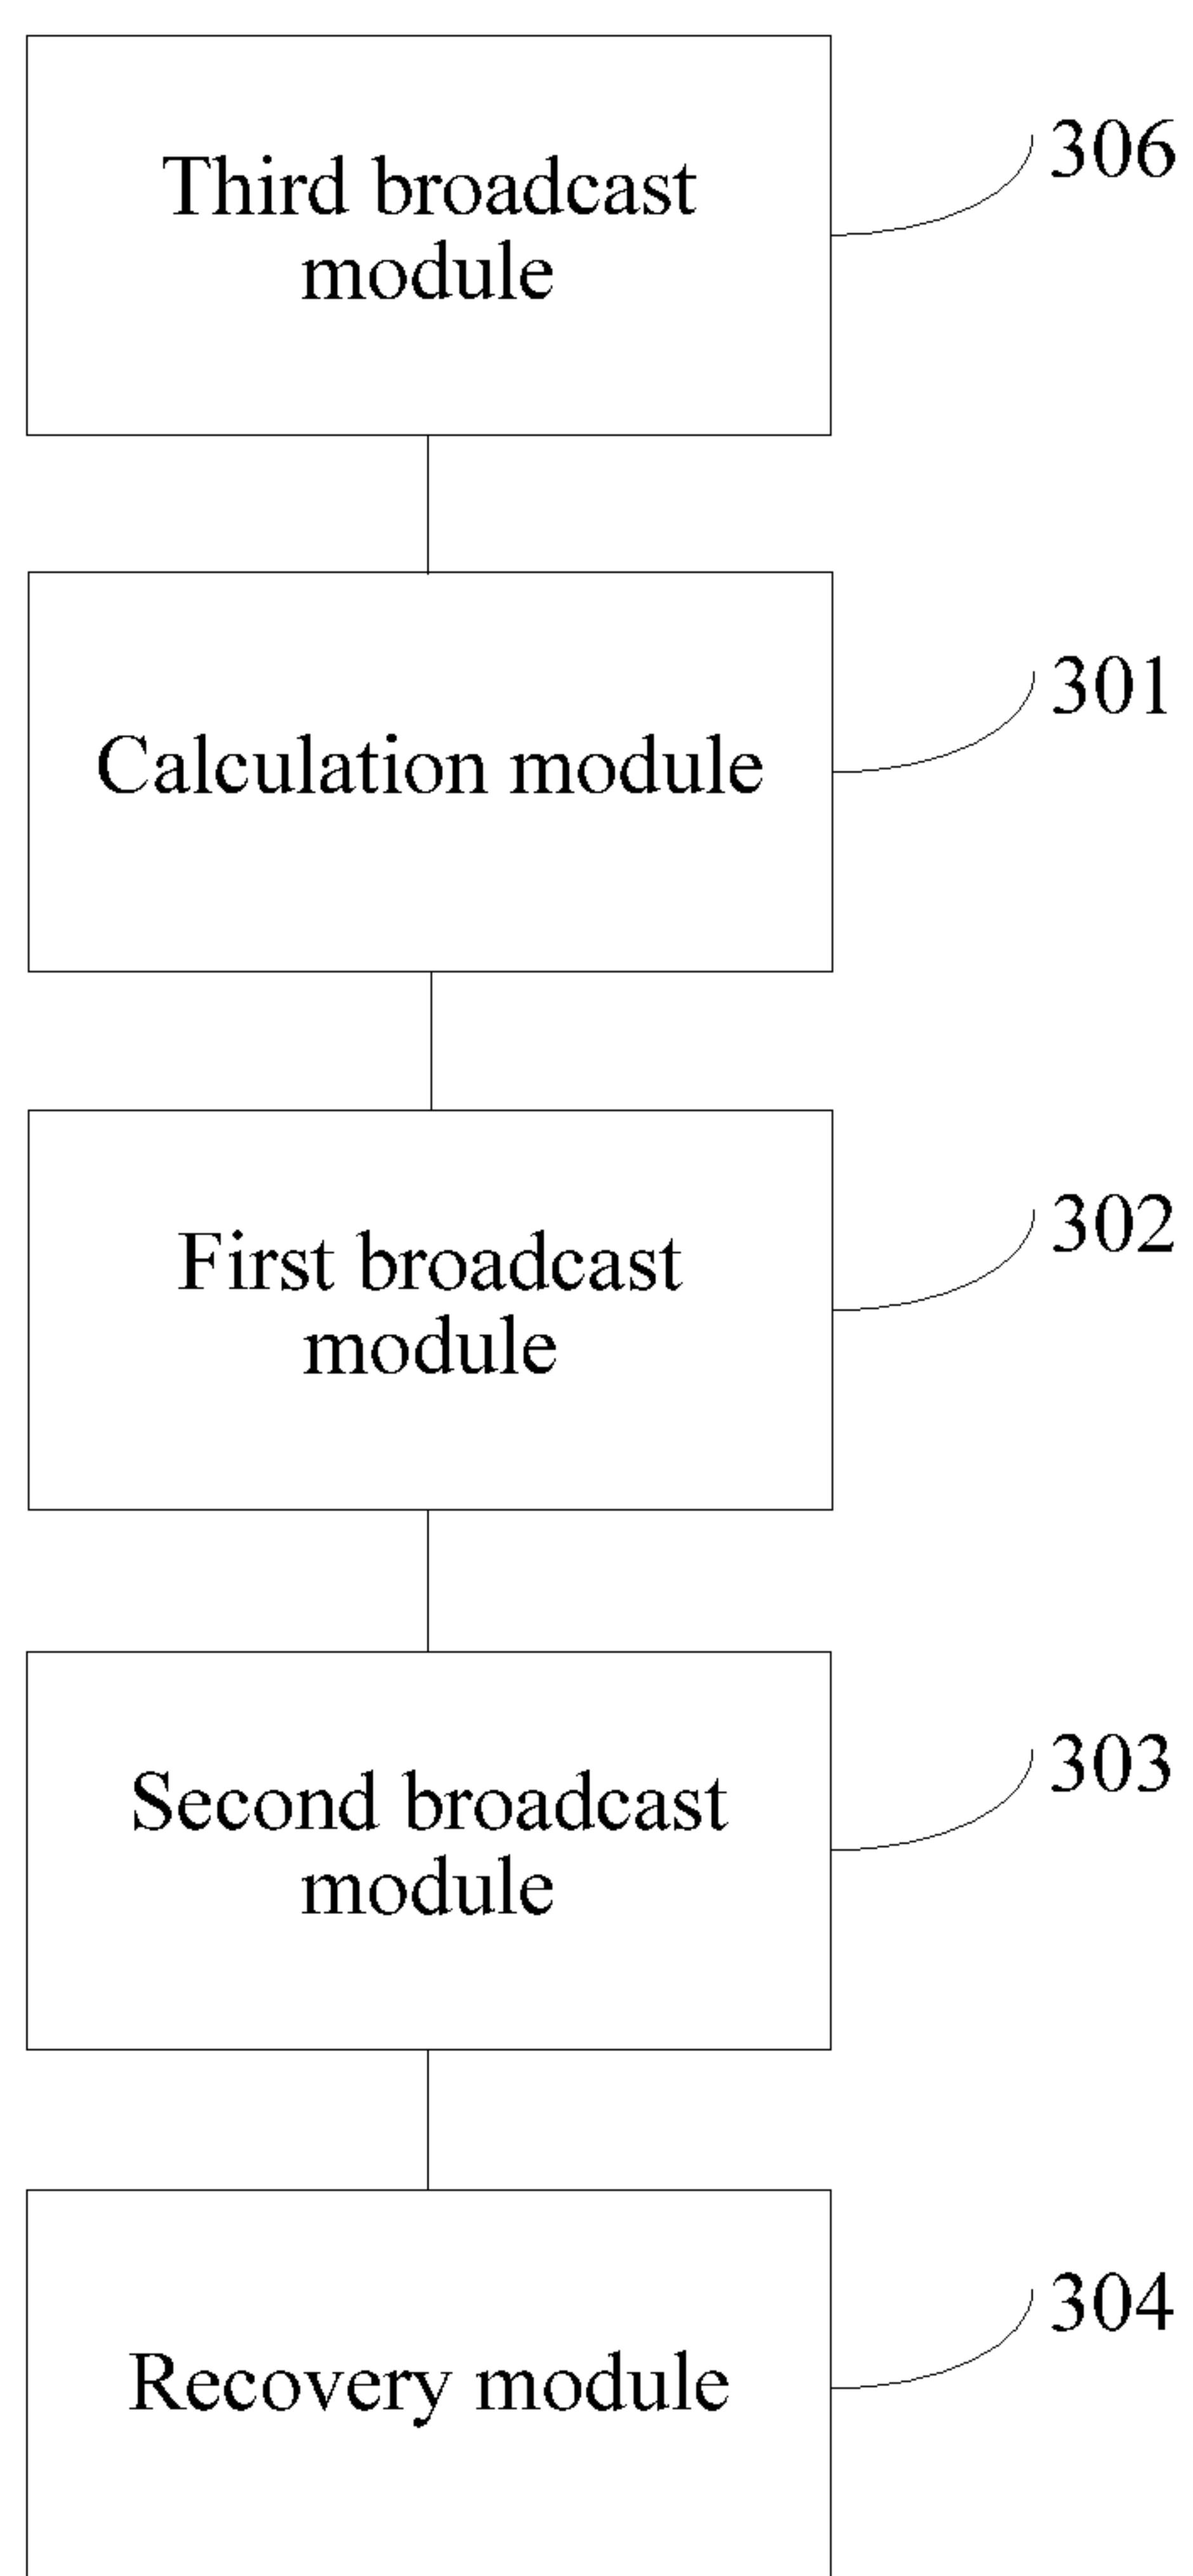 Third broadcast
module
306
Calculation module
301
First broadcast
module
302
Second broadcast
module
303
Recovery module
304